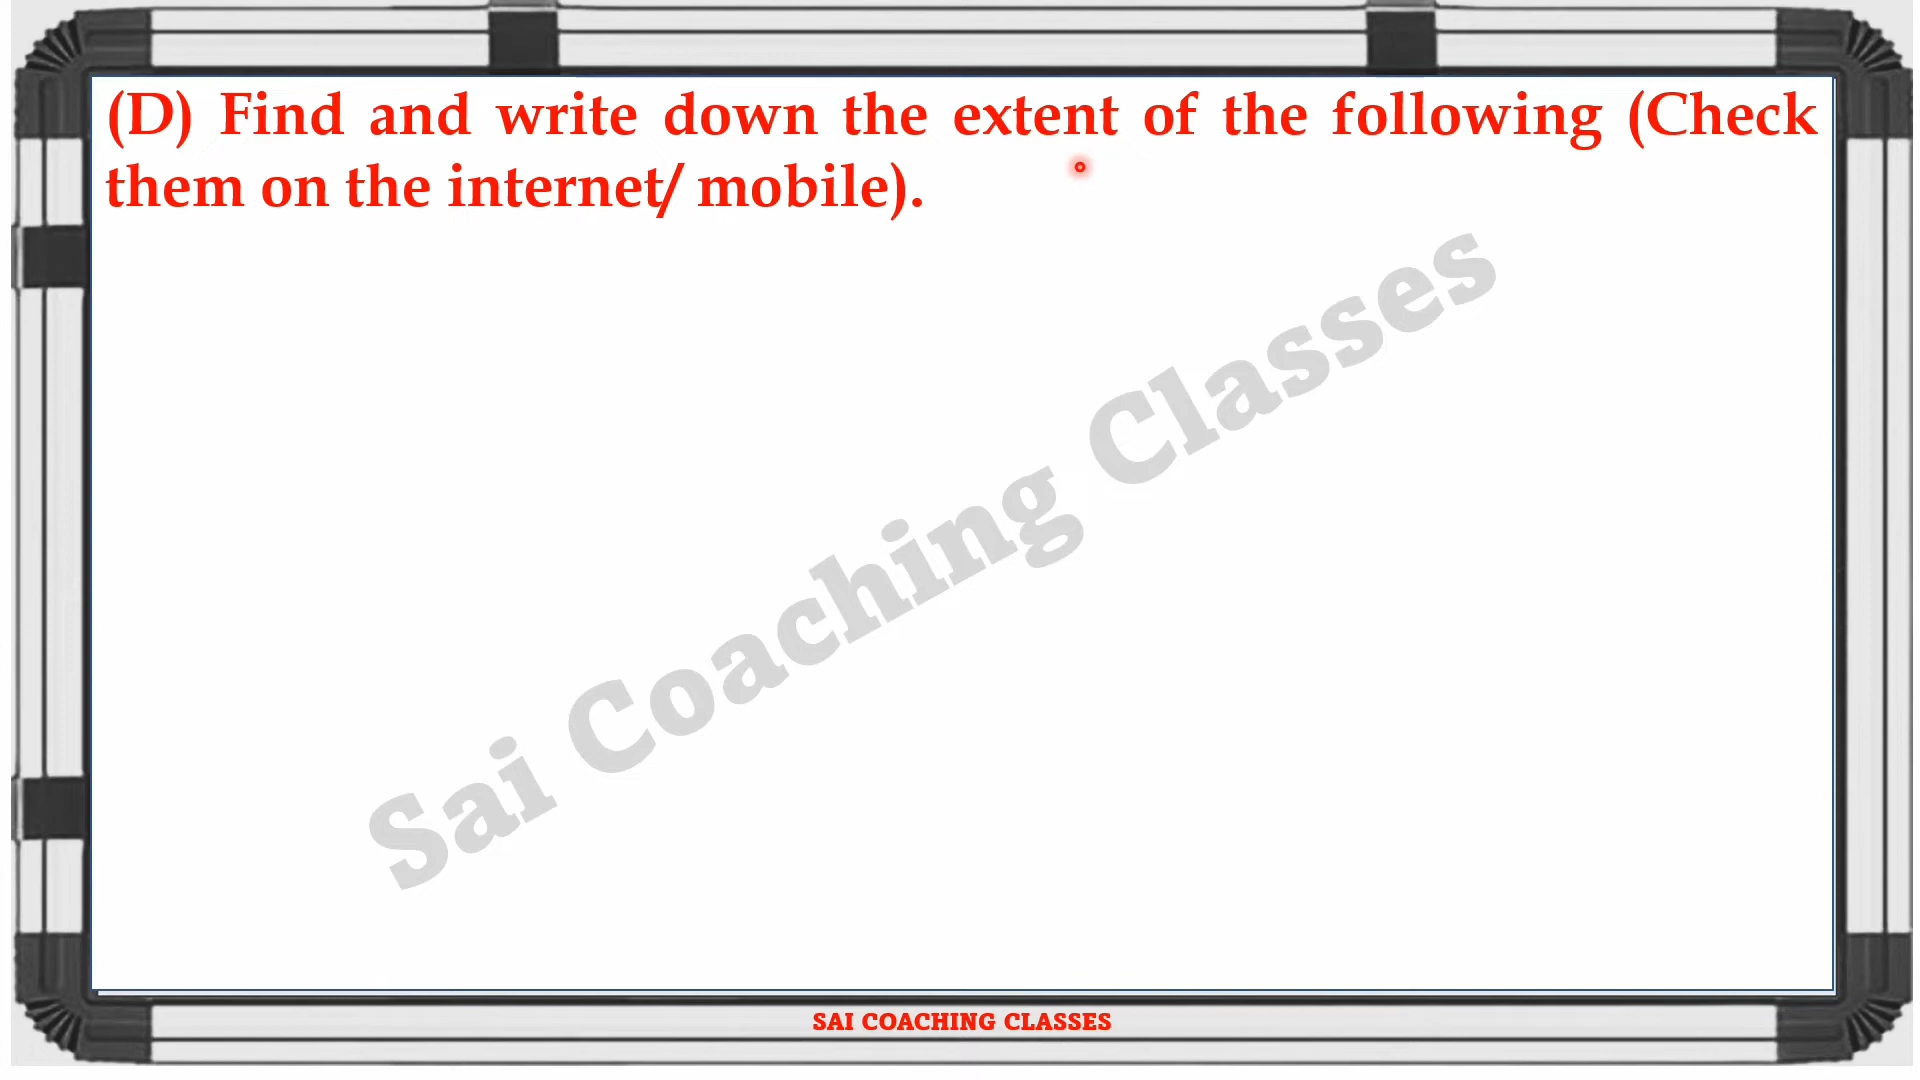 (D) Find and write down the extent of the following (Check
them on the internet/ mobile).
Sai Coaching Classes
SAI COACHING CLASSES